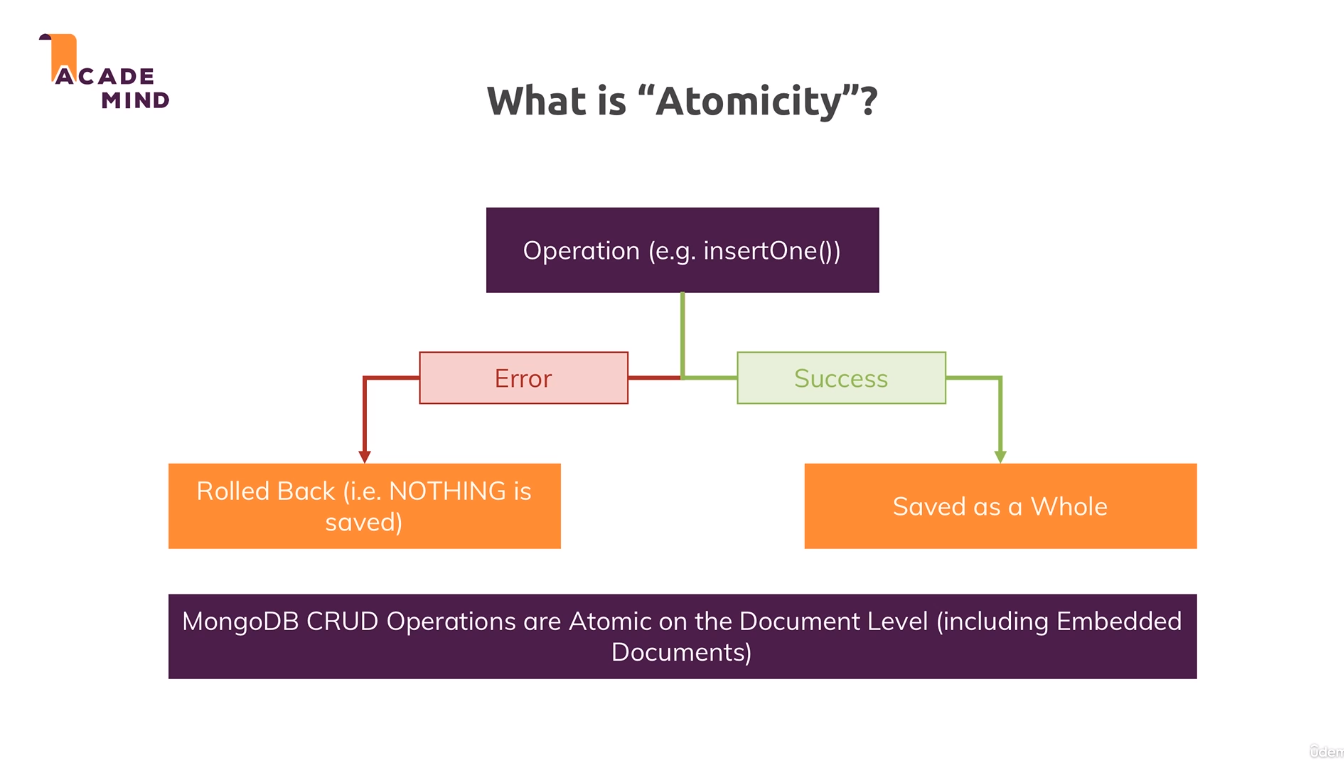 ACADE
MIND
What is “Atomicity”?
Operation (e.g. insertOne())
Error
Success
Rolled Back (i.e. NOTHING is
saved)
Saved as a Whole
MongoDB CRUD Operations are Atomic on the Document Level (including Embedded
Documents)